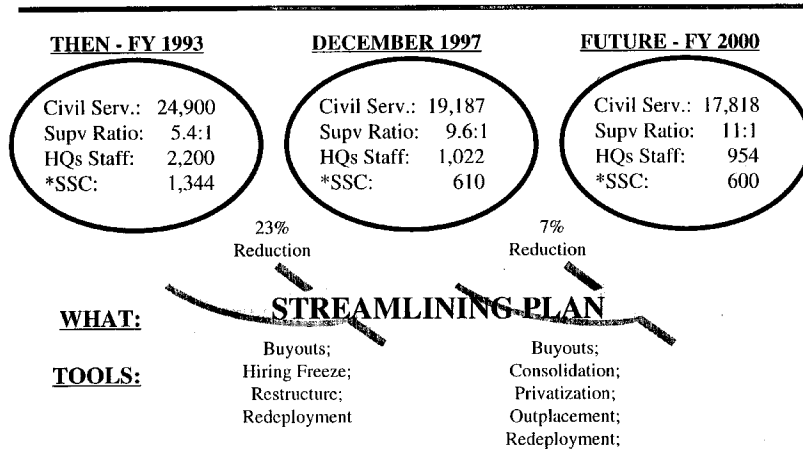 THEN - FY 1993 DECEMBER 1997 FUTURE - FY 2000
Civil Serv.: 24,900
Supv Ratio: 5.4:1
HQs Staff: 2,200
*SSC: 1,344
Civil Serv.: 19,187
Supv Ratio: 9.6:1
HQs Staff: 1,022
*SSC: 610
Civil Serv.: 17,818
Supv Ratio: 11:1
HQs Staff: 954
*SSC: 600
23%
Reduction
7%
Reduction
WHAT: STREAMLINING PLAN
TOOLS:
Buyouts;
Hiring Freeze;
Restructure;
Redeployment
Buyouts;
Consolidation;
Privatization;
Outplacement;
Redeployment;